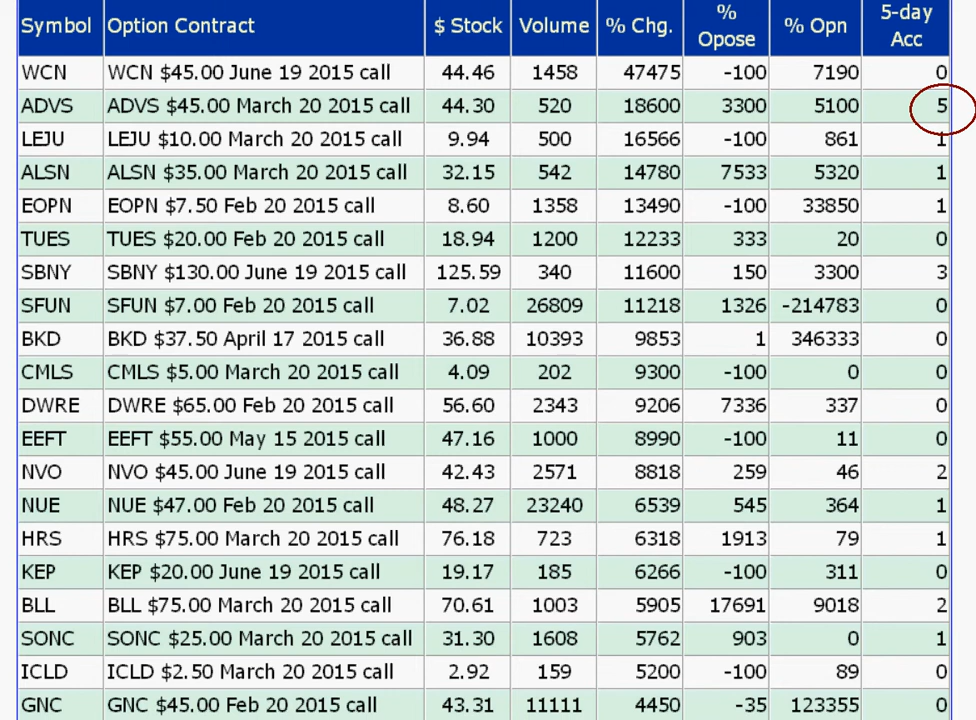 Symbol Option Contract $ Stock Volume % Chg. % Opose % Opn 5-day Acc
WCN WCN $45.00 June 19 2015 call 44.46 1458 47475 -100 7190 0
ADVS ADVS $45.00 March 20 2015 call 44.30 520 18600 3300 5100 5
LEJU LEJU $10.00 March 20 2015 call 9.94 500 16566 -100 861 1
ALSN ALSN $35.00 March 20 2015 call 32.15 542 14780 7533 5320 1
EOPN EOPN $7.50 Feb 20 2015 call 8.60 1358 13490 -100 33850 1
TUES TUES $20.00 Feb 20 2015 call 18.94 1200 12233 333 20 0
SBNY SBNY $130.00 June 19 2015 call 125.59 340 11600 150 3300 3
SFUN SFUN $7.00 Feb 20 2015 call 7.02 26809 11218 1326 -214783 0
BKD BKD $37.50 April 17 2015 call 36.88 10393 9853 1 346333 0
CMLS CMLS $5.00 March 20 2015 call 4.09 202 9300 -100 0 0
DWRE DWRE $65.00 Feb 20 2015 call 56.60 2343 9206 7336 337 0
EEFT EEFT $55.00 May 15 2015 call 47.16 1000 8990 -100 11 0
NVO NVO $45.00 June 19 2015 call 42.43 2571 8818 259 46 2
NUE NUE $47.00 Feb 20 2015 call 48.27 23240 6539 545 364 1
HRS HRS $75.00 March 20 2015 call 76.18 723 6318 1913 79 1
KEP KEP $20.00 June 19 2015 call 19.17 185 6266 -100 311 0
BLL BLL $75.00 March 20 2015 call 70.61 1003 5905 17691 9018 2
SONC SONC $25.00 March 20 2015 call 31.30 1608 5762 903 0 1
ICLD ICLD $2.50 March 20 2015 call 2.92 159 5200 -100 89 0
GNC GNC $45.00 Feb 20 2015 call 43.31 11111 4450 -35 123355 0